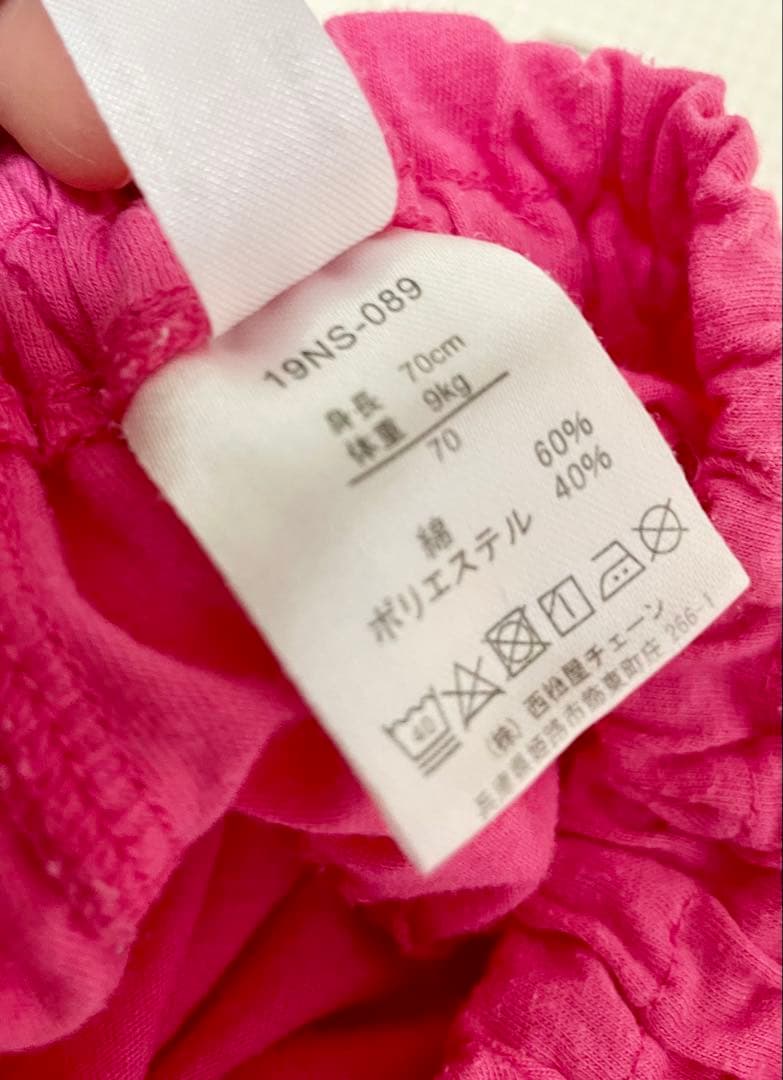 19NS-089
身長 70cm
体重 9kg
70
綿 60%
ポリエステル 40%
40
(株) 西松屋チェーン
兵庫県姫路市飾東町庄 266-1